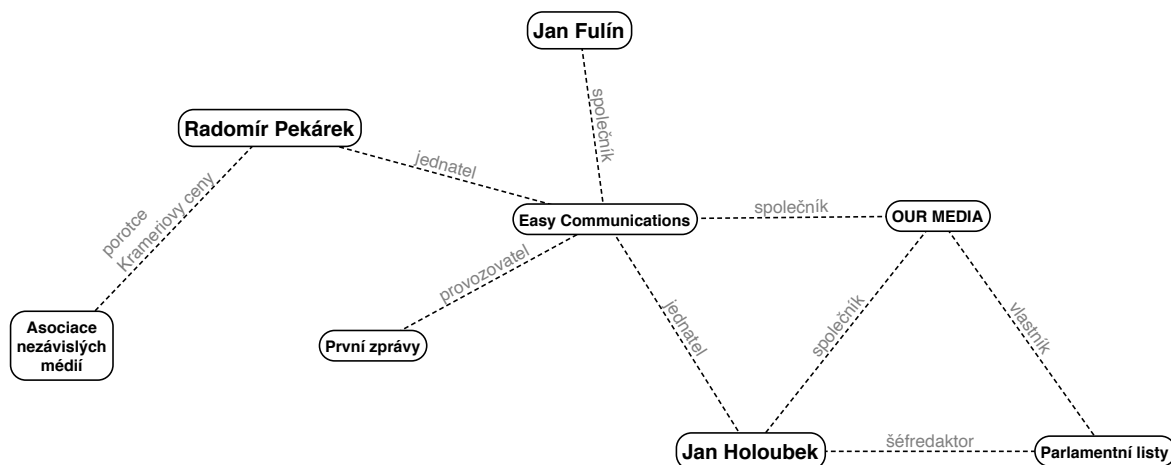 Jan Fulín
společník
Radomír Pekárek
jednatel
porotce
Krameriovy ceny
Easy Communications
společník
OUR MEDIA
provozovatel
jednatel
společník
vlastník
Asociace
nezávislých
médií
První zprávy
Jan Holoubek
šéfredaktor
Parlamentní listy